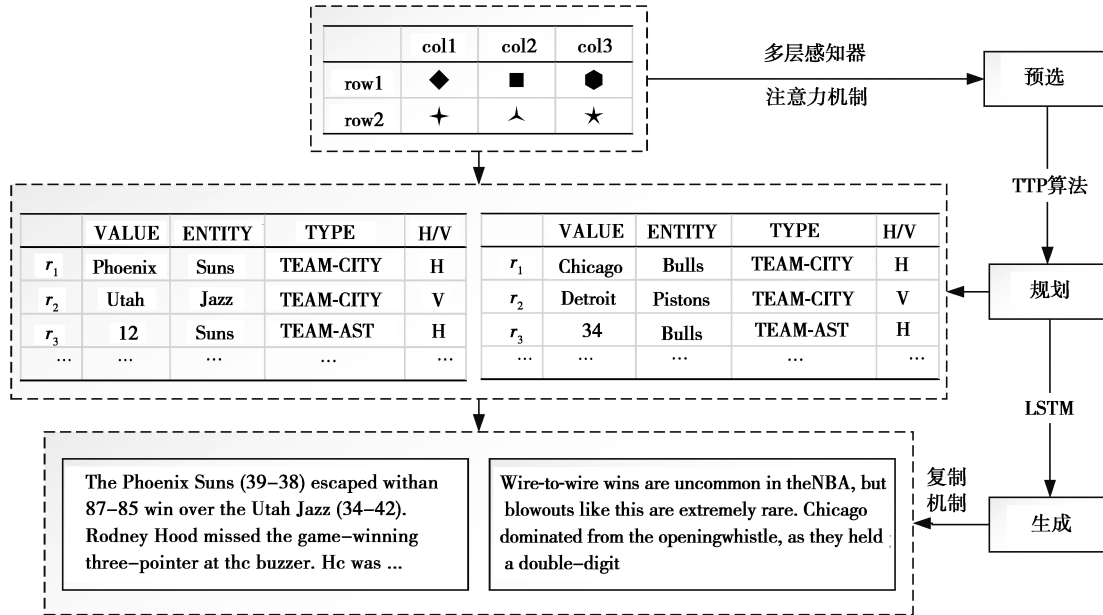 col1 col2 col3
row1
row2
多层感知器
注意力机制
预选
TTP算法
规划
LSTM
生成
复制
机制
VALUE ENTITY TYPE H/V
r1 Phoenix Suns TEAM-CITY H
r2 Utah Jazz TEAM-CITY V
r3 12 Suns TEAM-AST H
... ... ... ...
VALUE ENTITY TYPE H/V
r1 Chicago Bulls TEAM-CITY H
r2 Detroit Pistons TEAM-CITY V
r3 34 Bulls TEAM-AST H
... ... ... ...
The Phoenix Suns (39–38) escaped withan
87–85 win over the Utah Jazz (34–42).
Rodney Hood missed the game–winning
three–pointer at thc buzzer. Hc was ...
Wire-to-wire wins are uncommon in theNBA, but
blowouts like this are extremely rare. Chicago
dominated from the openingwhistle, as they held
a double–digit